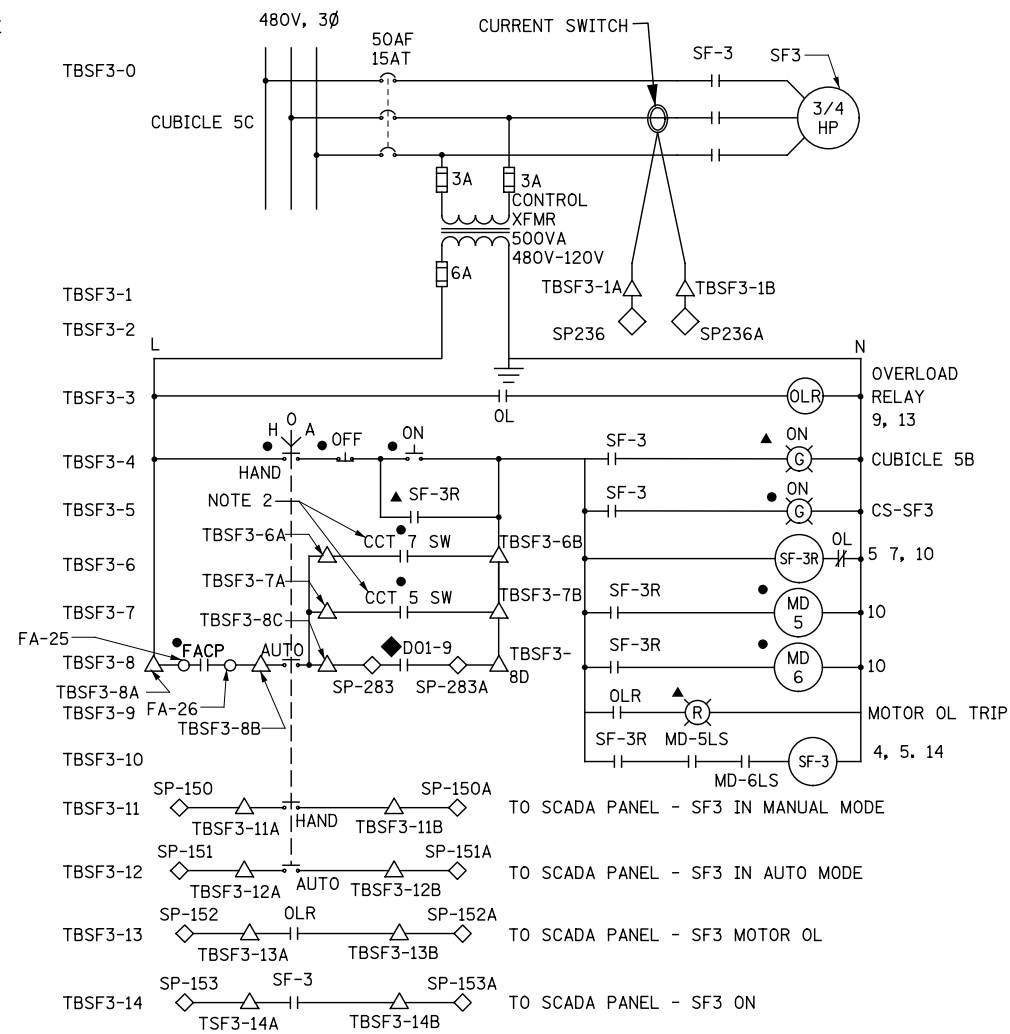 480V, 3Ø
CURRENT SWITCH
50AF
15AT
SF-3
SF3
TBSF3-0
3/4
HP
CUBICLE 5C
3A
3A
CONTROL
XFMR
500VA
480V-120V
6A
TBSF3-1A
TBSF3-1B
TBSF3-1
TBSF3-2
SP236
SP236A
L
N
OVERLOAD
RELAY
9, 13
TBSF3-3
OL
OLR
H O A
OFF
ON
SF-3
ON
G
TBSF3-4
HAND
CUBICLE 5B
NOTE 2
SF-3R
SF-3
ON
G
TBSF3-5
CS-SF3
TBSF3-6A
CCT 7 SW
TBSF3-6B
SF-3R
OL
5 7, 10
TBSF3-6
TBSF3-7A
CCT 5 SW
TBSF3-7B
SF-3R
MD
5
10
TBSF3-7
TBSF3-8C
FA-25
FACP
AUTO
DO1-9
TBSF3-
8D
SF-3R
MD
6
10
TBSF3-8
SP-283
SP-283A
TBSF3-8A
FA-26
TBSF3-8B
TBSF3-9
OLR
R
MOTOR OL TRIP
SF-3R
MD-5LS
MD-6LS
SF-3
4, 5. 14
TBSF3-10
SP-150
SP-150A
TBSF3-11
HAND
TBSF3-11A
TBSF3-11B
TO SCADA PANEL - SF3 IN MANUAL MODE
SP-151
SP-151A
TBSF3-12
AUTO
TBSF3-12A
TBSF3-12B
TO SCADA PANEL - SF3 IN AUTO MODE
SP-152
OLR
SP-152A
TBSF3-13
TBSF3-13A
TBSF3-13B
TO SCADA PANEL - SF3 MOTOR OL
SP-153
SF-3
SP-153A
TBSF3-14
TSF3-14A
TBSF3-14B
TO SCADA PANEL - SF3 ON